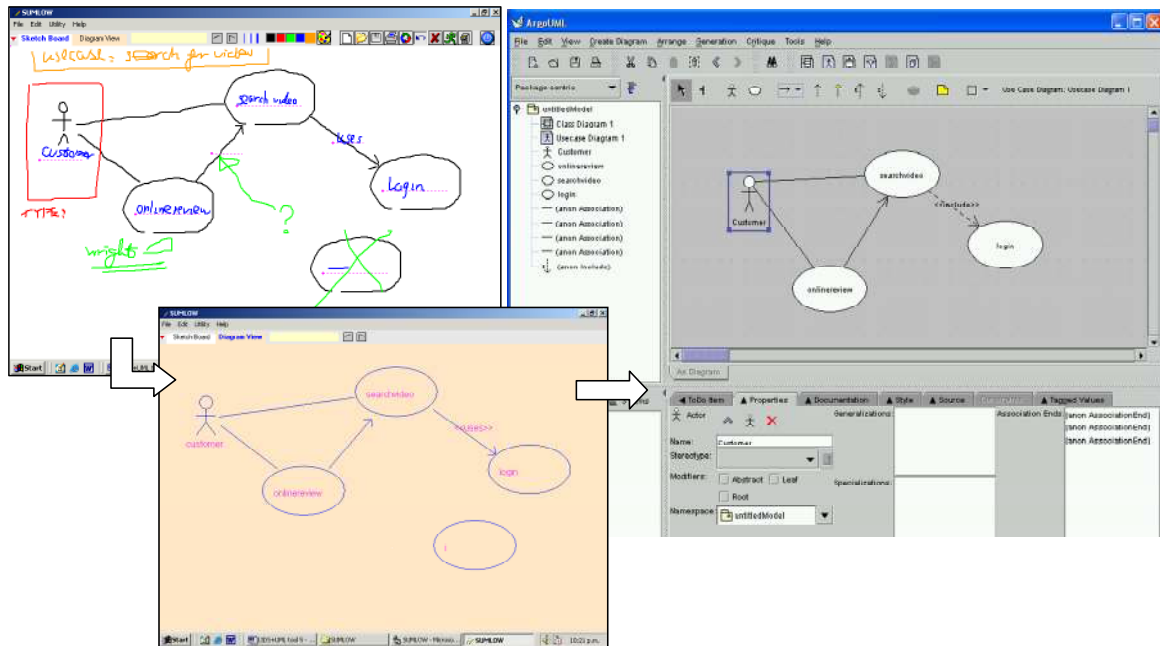 SUMLOW
File Edit Utility Help
Sketch Board Diagram View
usecase: search for video
search video
customer
uses
Login
onlinereview
TYPE?
?
Start
ArgoUML
File Edit View Create Diagram Arrange Generation Critique Tools Help
Package-centric
Use Case Diagram: Usecase Diagram 1
untitledModel
Class Diagram 1
Usecase Diagram 1
Customer
onlinereview
searchvideo
login
(anon Association)
(anon Association)
(anon Association)
(anon Association)
(anon Include)
searchvideo
Customer
<<include>>
login
onlinereview
As Diagram
ToDo Item Properties Documentation Style Source Constraints Tagged Values
Actor
Generalizations:
Association Ends:
(anon AssociationEnd)
(anon AssociationEnd)
(anon AssociationEnd)
Name: Customer
Stereotype:
Modifiers: Abstract Leaf
Root
Specializations:
Namespace: untitledModel
SUMLOW
File Edit Utility Help
Sketch Board Diagram View
searchvideo
customer
<<uses>>
login
onlinereview
Start
SUMLOW
SUMLOW - Micros...
SUMLOW
10:21 p.m.